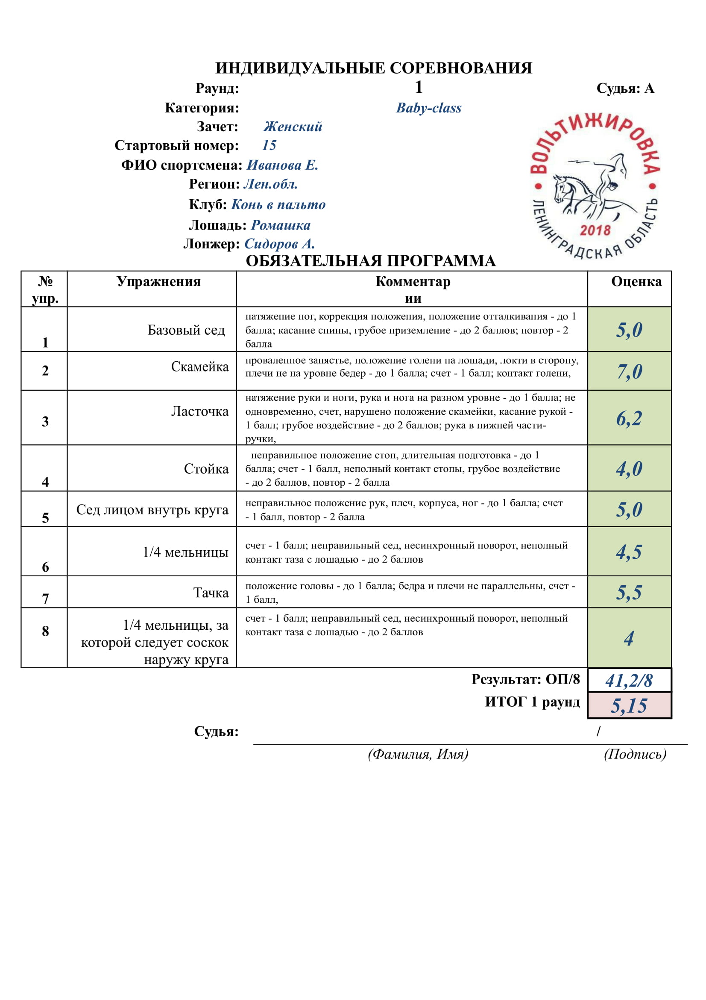 ИНДИВИДУАЛЬНЫЕ СОРЕВНОВАНИЯ
Раунд: 1 Судья: А
Категория: Baby-class
Зачет: Женский
Стартовый номер: 15
ФИО спортсмена: Иванова Е.
Регион: Лен.обл.
Клуб: Конь в пальто
Лошадь: Ромашка
Лонжер: Сидоров А.
• ВОЛЬТИЖИРОВКА •
2018
ЛЕНИНГРАДСКАЯ ОБЛАСТЬ
ОБЯЗАТЕЛЬНАЯ ПРОГРАММА
№ Упражнения Комментар Оценка
упр. ии
натяжение ног, коррекция положения, положение отталкивания - до 1
Базовый сед балла; касание спины, грубое приземление - до 2 баллов; повтор - 2 5,0
1 балла
2 Скамейка проваленное запястье, положение голени на лошади, локти в сторону, 7,0
плечи не на уровне бедер - до 1 балла; счет - 1 балл; контакт голени,
натяжение руки и ноги, рука и нога на разном уровне - до 1 балла; не
Ласточка одновременно, счет, нарушено положение скамейки, касание рукой - 6,2
3 1 балл; грубое воздействие - до 2 баллов; рука в нижней части-
ручки,
неправильное положение стоп, длительная подготовка - до 1
Стойка балла; счет - 1 балл, неполный контакт стопы, грубое воздействие 4,0
4 - до 2 баллов, повтор - 2 балла
Сед лицом внутрь круга неправильное положение рук, плеч, корпуса, ног - до 1 балла; счет 5,0
5 - 1 балл, повтор - 2 балла
1/4 мельницы счет - 1 балл; неправильный сед, несинхронный поворот, неполный 4,5
6 контакт таза с лошадью - до 2 баллов
Тачка положение головы - до 1 балла; бедра и плечи не параллельны, счет - 5,5
7 1 балл,
8 1/4 мельницы, за счет - 1 балл; неправильный сед, несинхронный поворот, неполный
которой следует соскок контакт таза с лошадью - до 2 баллов 4
наружу круга
Результат: ОП/8 41,2/8
ИТОГ 1 раунд 5,15
Судья: /
(Фамилия, Имя) (Подпись)